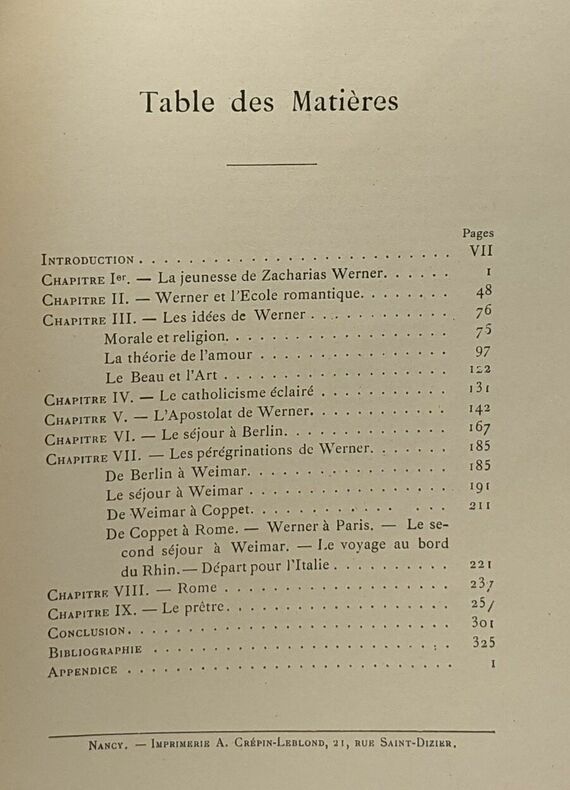 Table des Matières
Pages
INTRODUCTION . . . . . . . . . . . . . . . . . . . . . . . . VII
CHAPITRE Ier. — La jeunesse de Zacharias Werner. . . . . . 1
CHAPITRE II. — Werner et l'Ecole romantique. . . . . . . . 48
CHAPITRE III. — Les idées de Werner . . . . . . . . . . . 76
Morale et religion. . . . . . . . . . . . . . . . . . 75
La théorie de l'amour . . . . . . . . . . . . . . . . 97
Le Beau et l'Art . . . . . . . . . . . . . . . . . . 122
CHAPITRE IV. — Le catholicisme éclairé . . . . . . . . . . 131
CHAPITRE V. — L'Apostolat de Werner. . . . . . . . . . . 142
CHAPITRE VI. — Le séjour à Berlin. . . . . . . . . . . . . 167
CHAPITRE VII. — Les pérégrinations de Werner. . . . . . . 185
De Berlin à Weimar. . . . . . . . . . . . . . . . . 185
Le séjour à Weimar . . . . . . . . . . . . . . . . . 191
De Weimar à Coppet. . . . . . . . . . . . . . . . 211
De Coppet à Rome. — Werner à Paris. — Le se-
cond séjour à Weimar. — Le voyage au bord
du Rhin. — Départ pour l'Italie . . . . . . . . . . 221
CHAPITRE VIII. — Rome . . . . . . . . . . . . . . . . . . 237
CHAPITRE IX. — Le prêtre. . . . . . . . . . . . . . . . . . 257
CONCLUSION. . . . . . . . . . . . . . . . . . . . . . . . . 301
BIBLIOGRAPHIE . . . . . . . . . . . . . . . . . . . . . . . 325
APPENDICE . . . . . . . . . . . . . . . . . . . . . . . . . 1
NANCY. — IMPRIMERIE A. CRÉPIN-LEBLOND, 21, RUE SAINT-DIZIER.